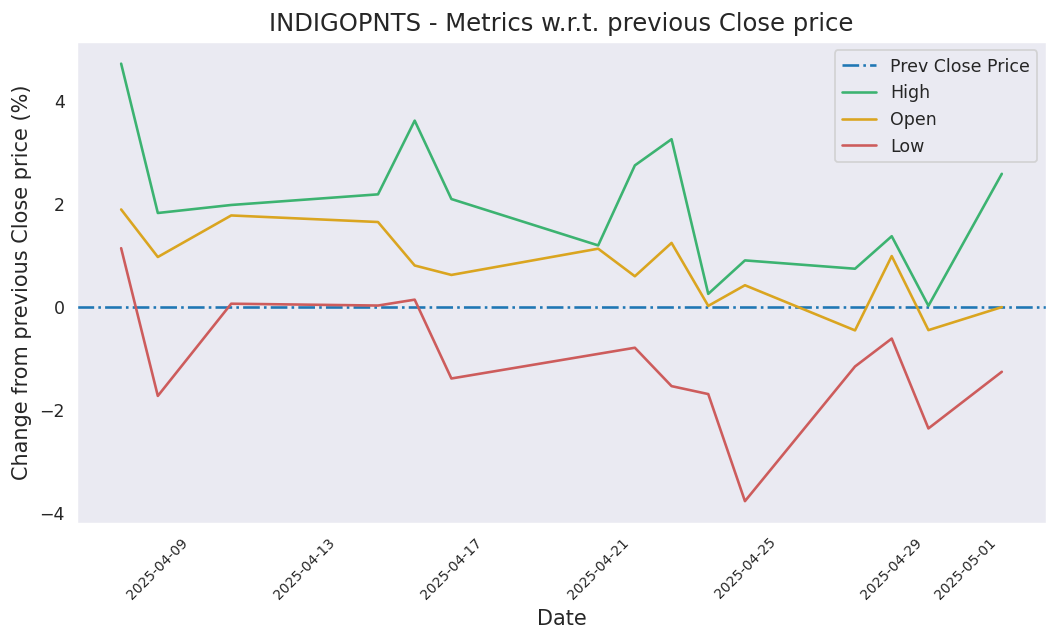 INDIGOPNTS - Metrics w.r.t. previous Close price
Prev Close Price
High
Open
Low
Change from previous Close price (%)
4
2
0
−2
−4
2025-04-09
2025-04-13
2025-04-17
2025-04-21
2025-04-25
2025-04-29
2025-05-01
Date